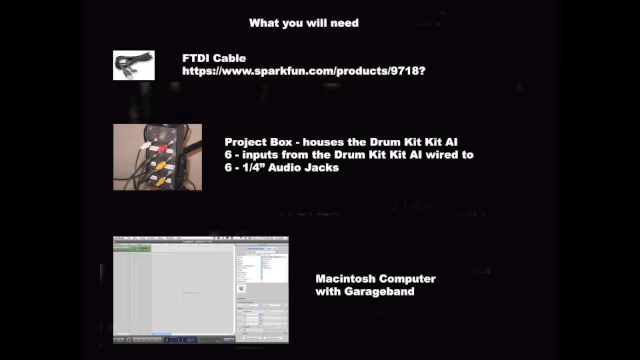 What you will need
FTDI Cable
https://www.sparkfun.com/products/9718?
Project Box - houses the Drum Kit Kit AI
6 - inputs from the Drum Kit Kit AI wired to
6 - 1/4” Audio Jacks
Macintosh Computer
with Garageband